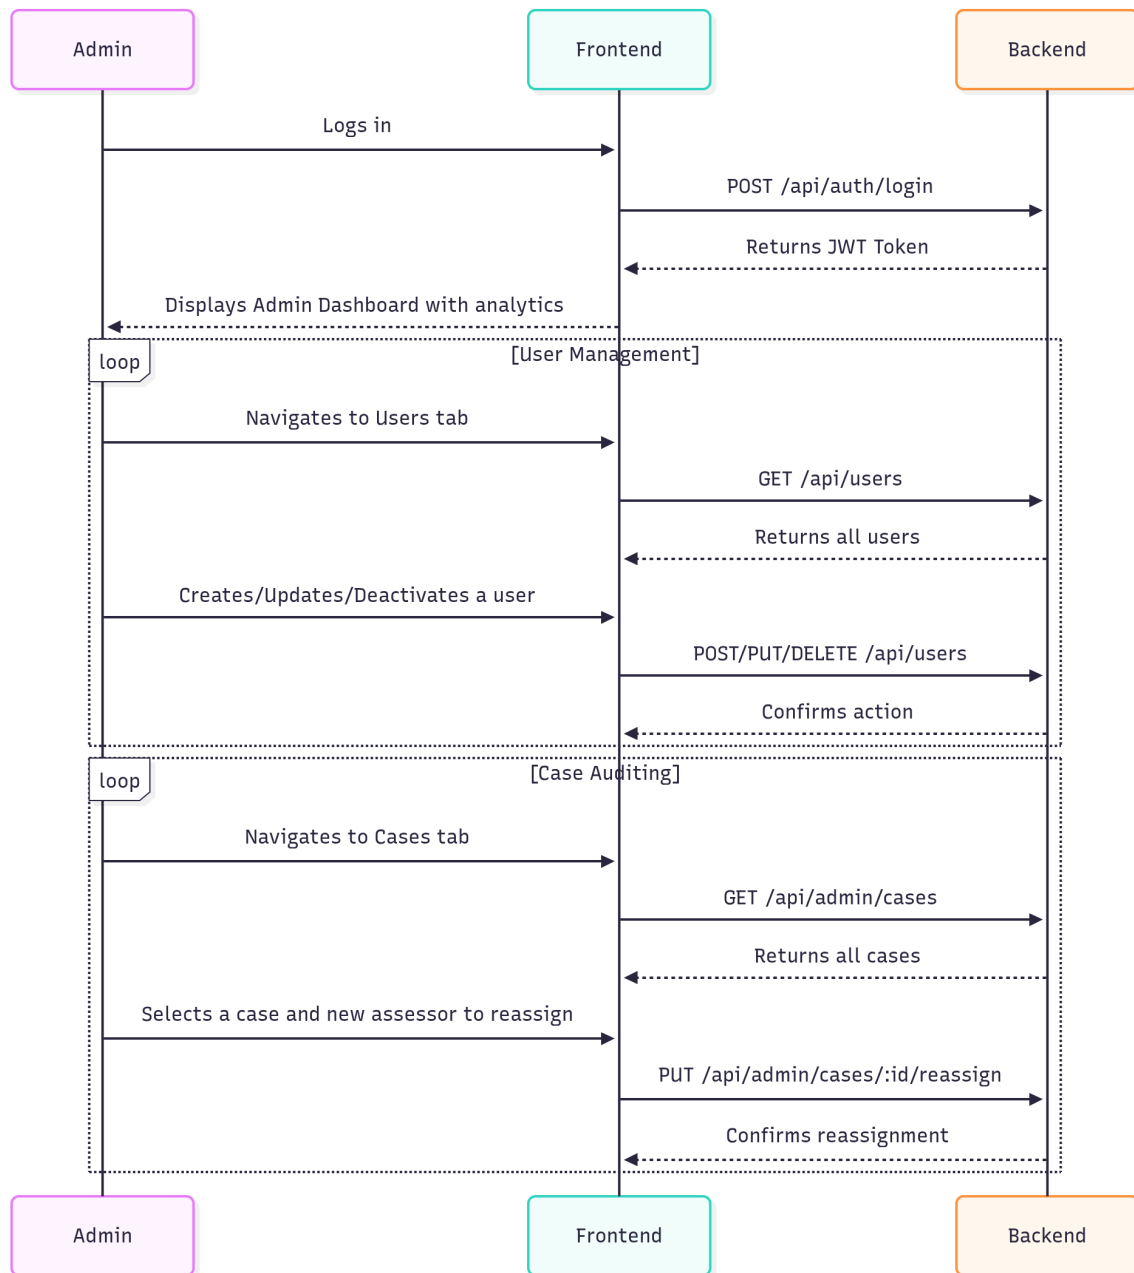 Admin
Frontend
Backend
Logs in
POST /api/auth/login
Returns JWT Token
Displays Admin Dashboard with analytics
loop
[User Management]
Navigates to Users tab
GET /api/users
Returns all users
Creates/Updates/Deactivates a user
POST/PUT/DELETE /api/users
Confirms action
loop
[Case Auditing]
Navigates to Cases tab
GET /api/admin/cases
Returns all cases
Selects a case and new assessor to reassign
PUT /api/admin/cases/:id/reassign
Confirms reassignment
Admin
Frontend
Backend